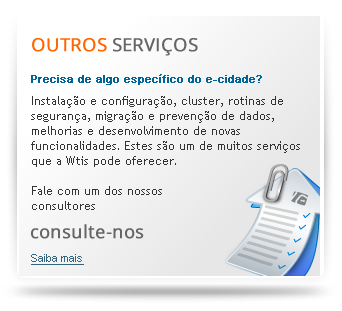 OUTROS SERVIÇOS
Precisa de algo específico do e-cidade?
Instalação e configuração, cluster, rotinas de
segurança, migração e prevenção de dados,
melhorias e desenvolvimento de novas
funcionalidades. Estes são um de muitos serviços
que a Wtis pode oferecer.
Fale com um dos nossos
consultores
consulte-nos
Saiba mais